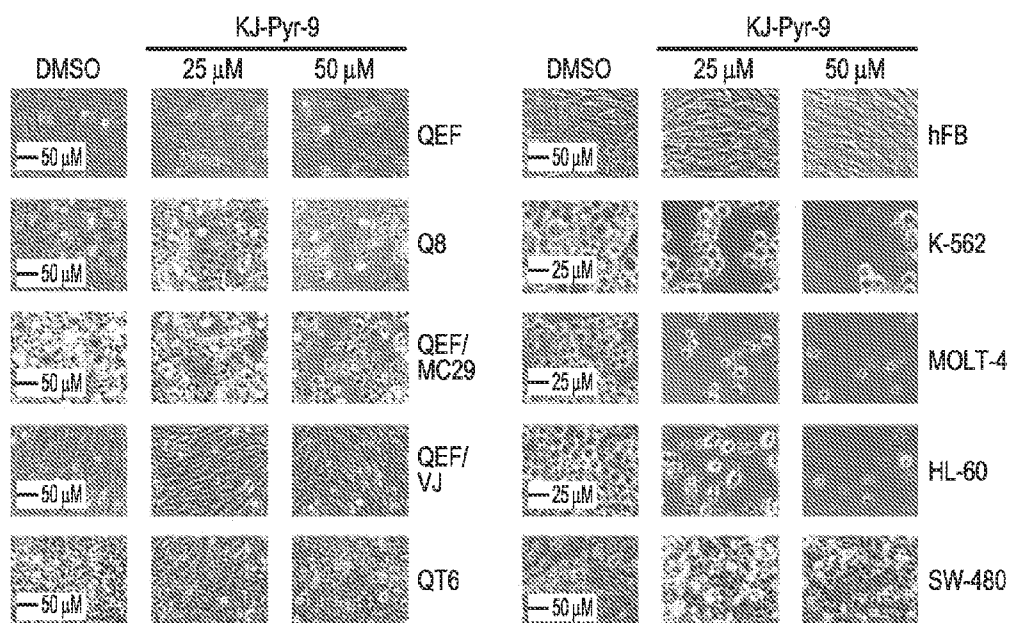 KJ-Pyr-9
DMSO 25 µM 50 µM
50 µM QEF
50 µM Q8
50 µM QEF/
MC29
50 µM QEF/
VJ
50 µM QT6
KJ-Pyr-9
DMSO 25 µM 50 µM
50 µM hFB
25 µM K-562
25 µM MOLT-4
25 µM HL-60
50 µM SW-480